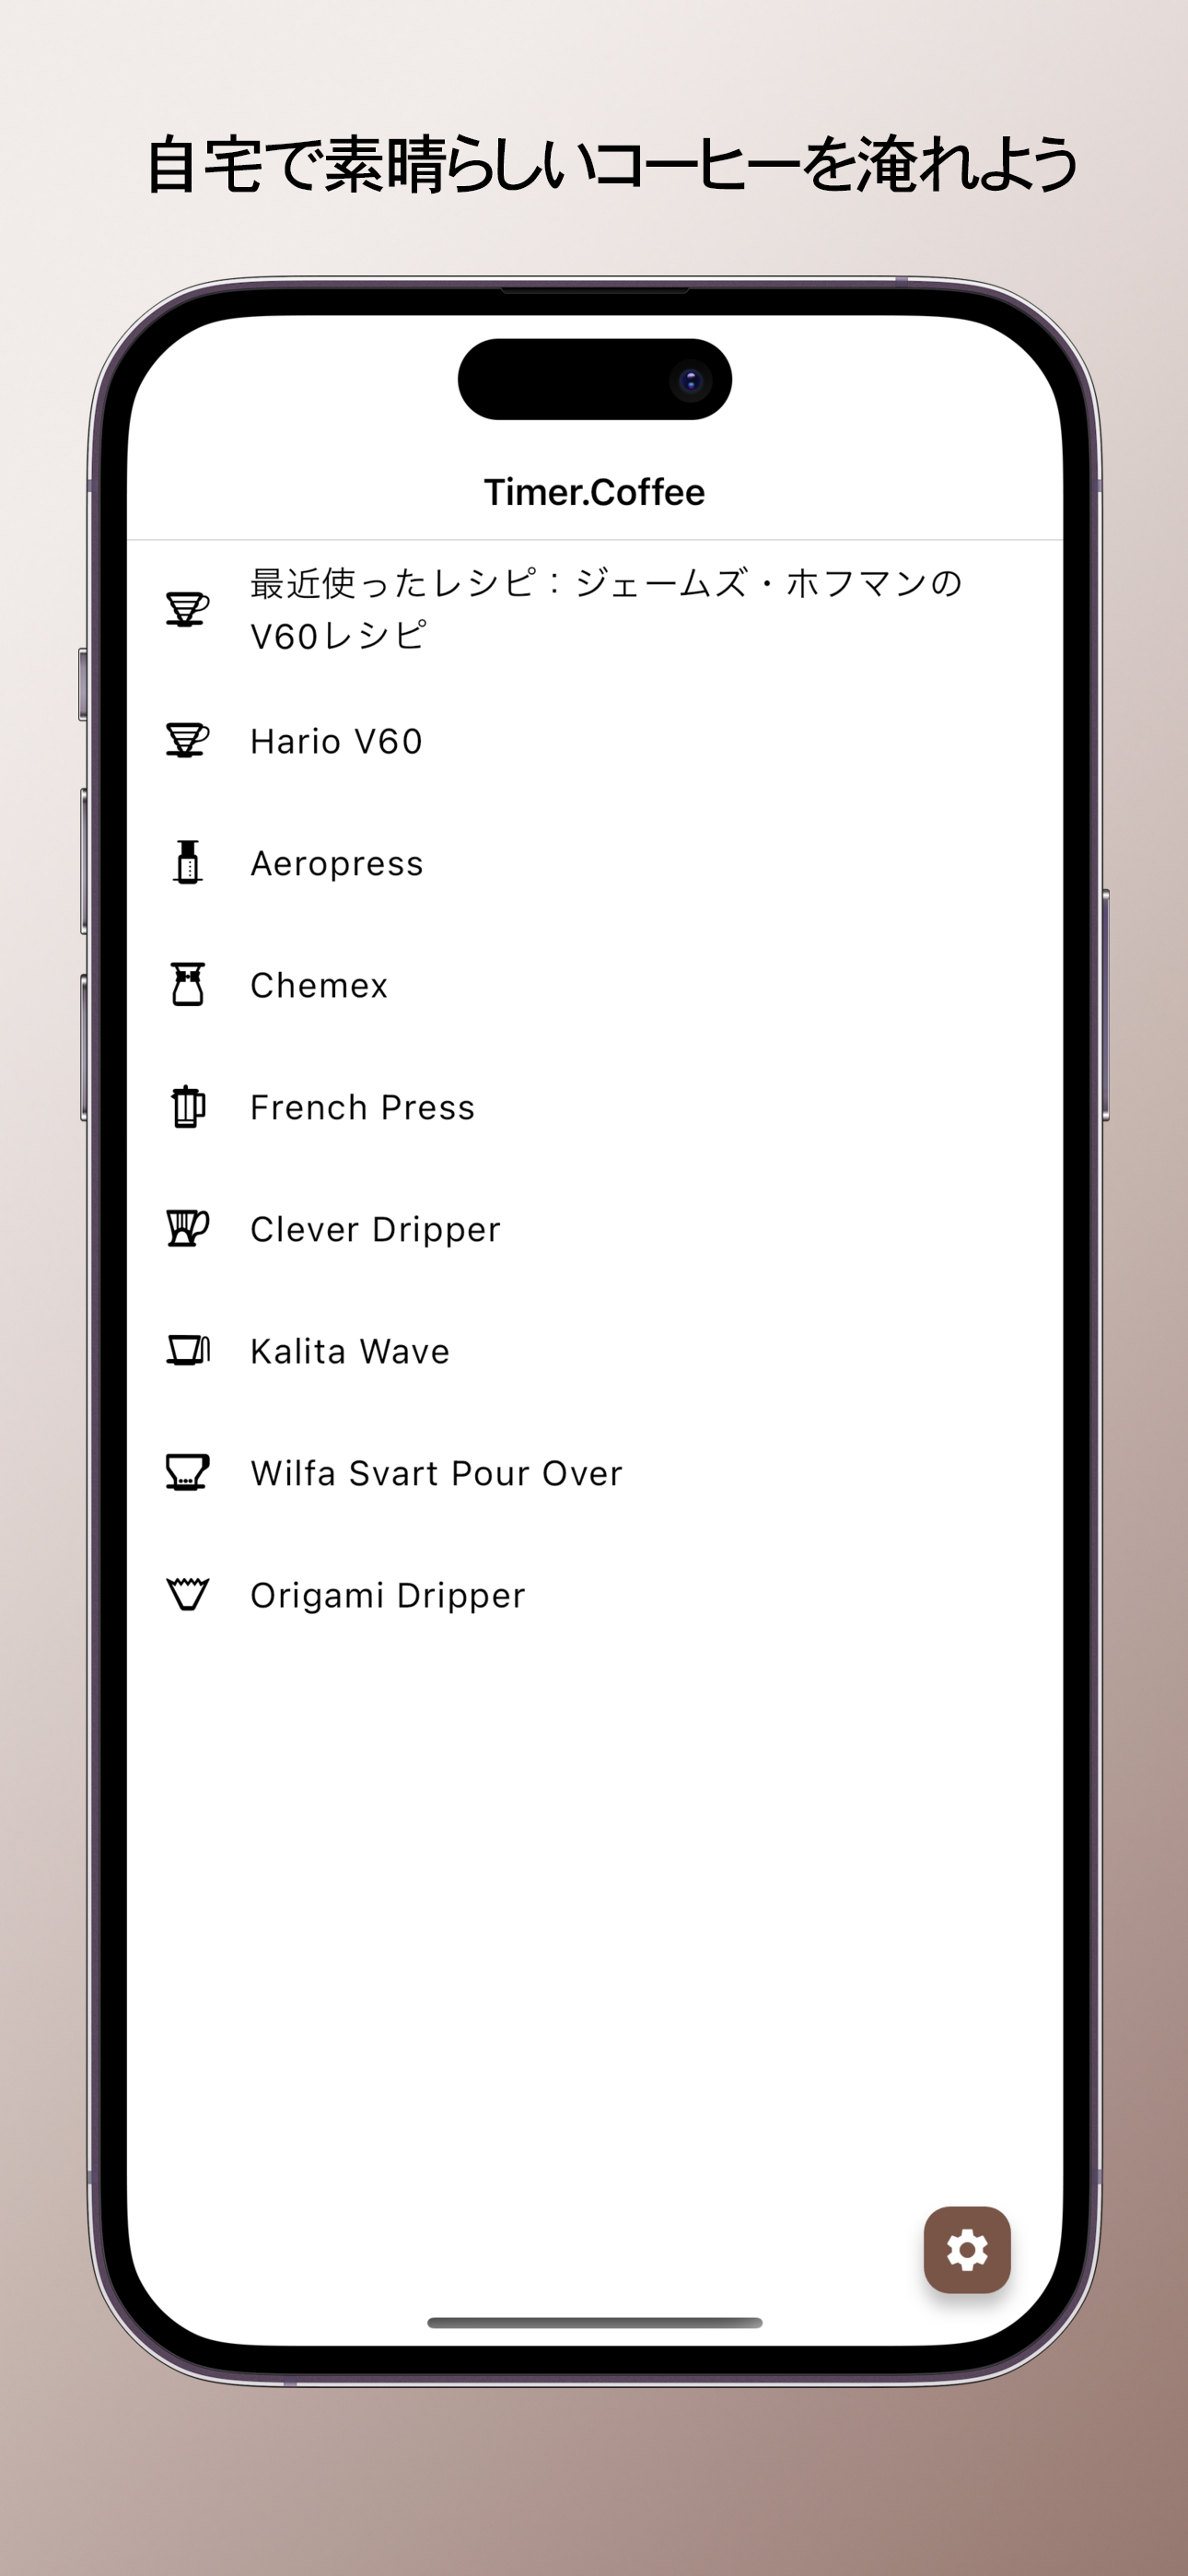 自宅で素晴らしいコーヒーを淹れよう
Timer.Coffee
最近使ったレシピ：ジェームズ・ホフマンの
V60レシピ
Hario V60
Aeropress
Chemex
French Press
Clever Dripper
Kalita Wave
Wilfa Svart Pour Over
Origami Dripper